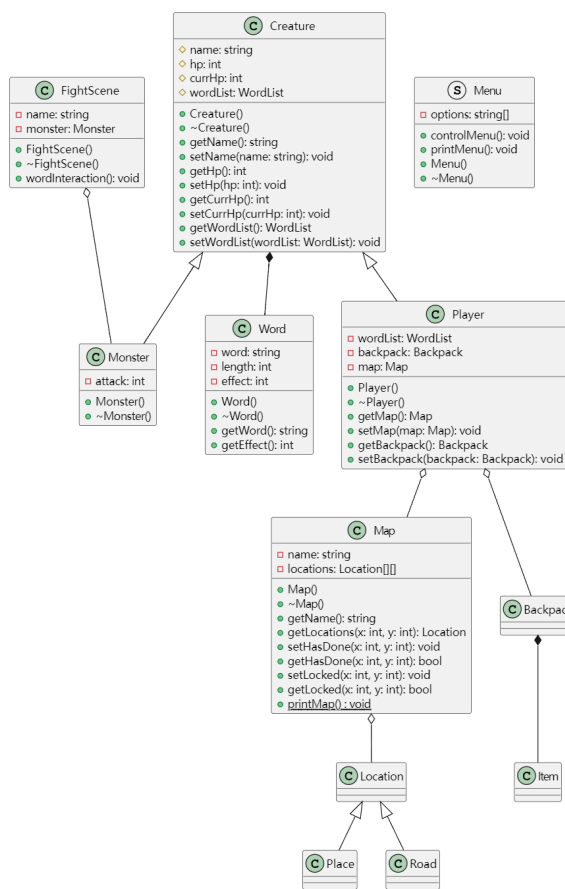 C Creature
name: string
hp: int
currHp: int
wordList: WordList
Creature()
~Creature()
getName(): string
setName(name: string): void
getHp(): int
setHp(hp: int): void
getCurrHp(): int
setCurrHp(currHp: int): void
getWordList(): WordList
setWordList(wordList: WordList): void
C FightScene
name: string
monster: Monster
FightScene()
~FightScene()
wordInteraction(): void
S Menu
options: string[]
controlMenu(): void
printMenu(): void
Menu()
~Menu()
C Monster
attack: int
Monster()
~Monster()
C Word
word: string
length: int
effect: int
Word()
~Word()
getWord(): string
getEffect(): int
C Player
wordList: WordList
backpack: Backpack
map: Map
Player()
~Player()
getMap(): Map
setMap(map: Map): void
getBackpack(): Backpack
setBackpack(backpack: Backpack): void
C Map
name: string
locations: Location[][]
Map()
~Map()
getName(): string
getLocations(x: int, y: int): Location
setHasDone(x: int, y: int): void
getHasDone(x: int, y: int): bool
setLocked(x: int, y: int): void
getLocked(x: int, y: int): bool
printMap() : void
C Backpack
C Location
C Item
C Place
C Road